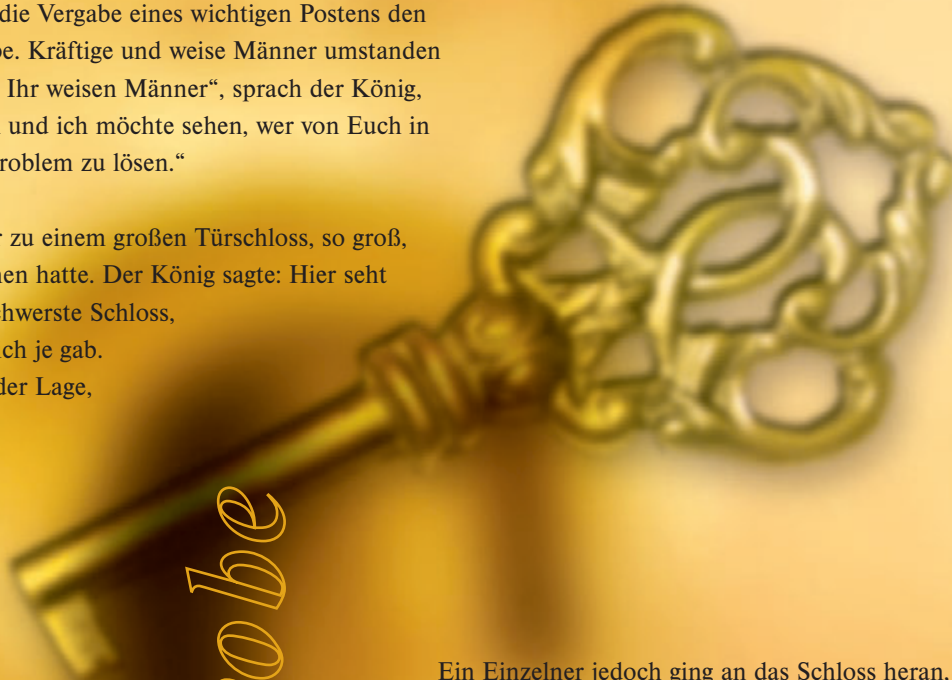 die Vergabe eines wichtigen Postens den
be. Kräftige und weise Männer umstanden
Ihr weisen Männer“, sprach der König,
und ich möchte sehen, wer von Euch in
roblem zu lösen.“
zu einem großen Türschloss, so groß,
hen hatte. Der König sagte: Hier seht
chwerste Schloss,
ch je gab.
der Lage,
obe
Ein Einzelner jedoch ging an das Schloss heran.